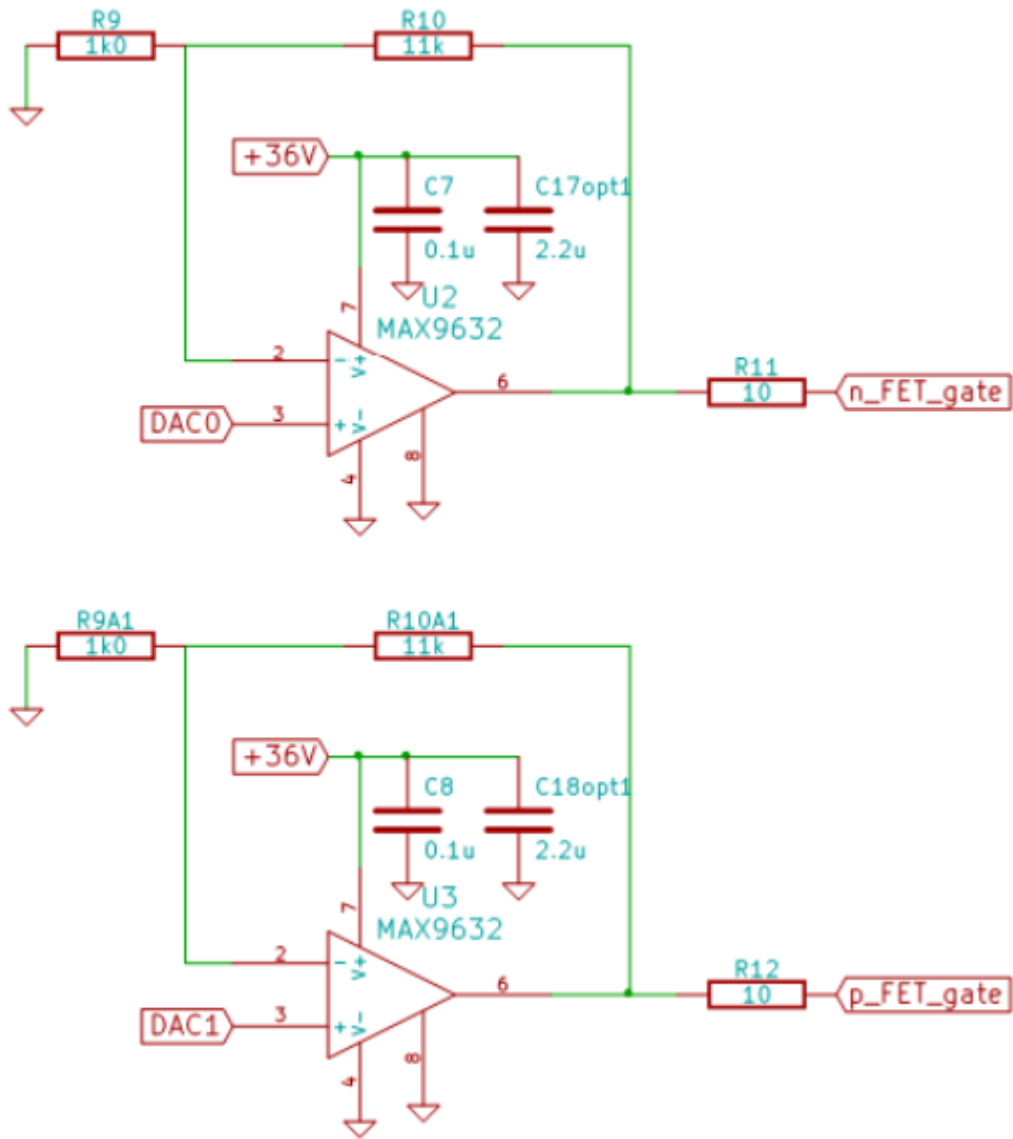 R9
1k0
R10
11k
+36V
C7
0.1u
C17opt1
2.2u
U2
MAX9632
7
2
-
V+
DAC0
3
+
V-
6
R11
10
n_FET_gate
4
8
R9A1
1k0
R10A1
11k
+36V
C8
0.1u
C18opt1
2.2u
U3
MAX9632
7
2
-
V+
DAC1
3
+
V-
6
R12
10
p_FET_gate
4
8